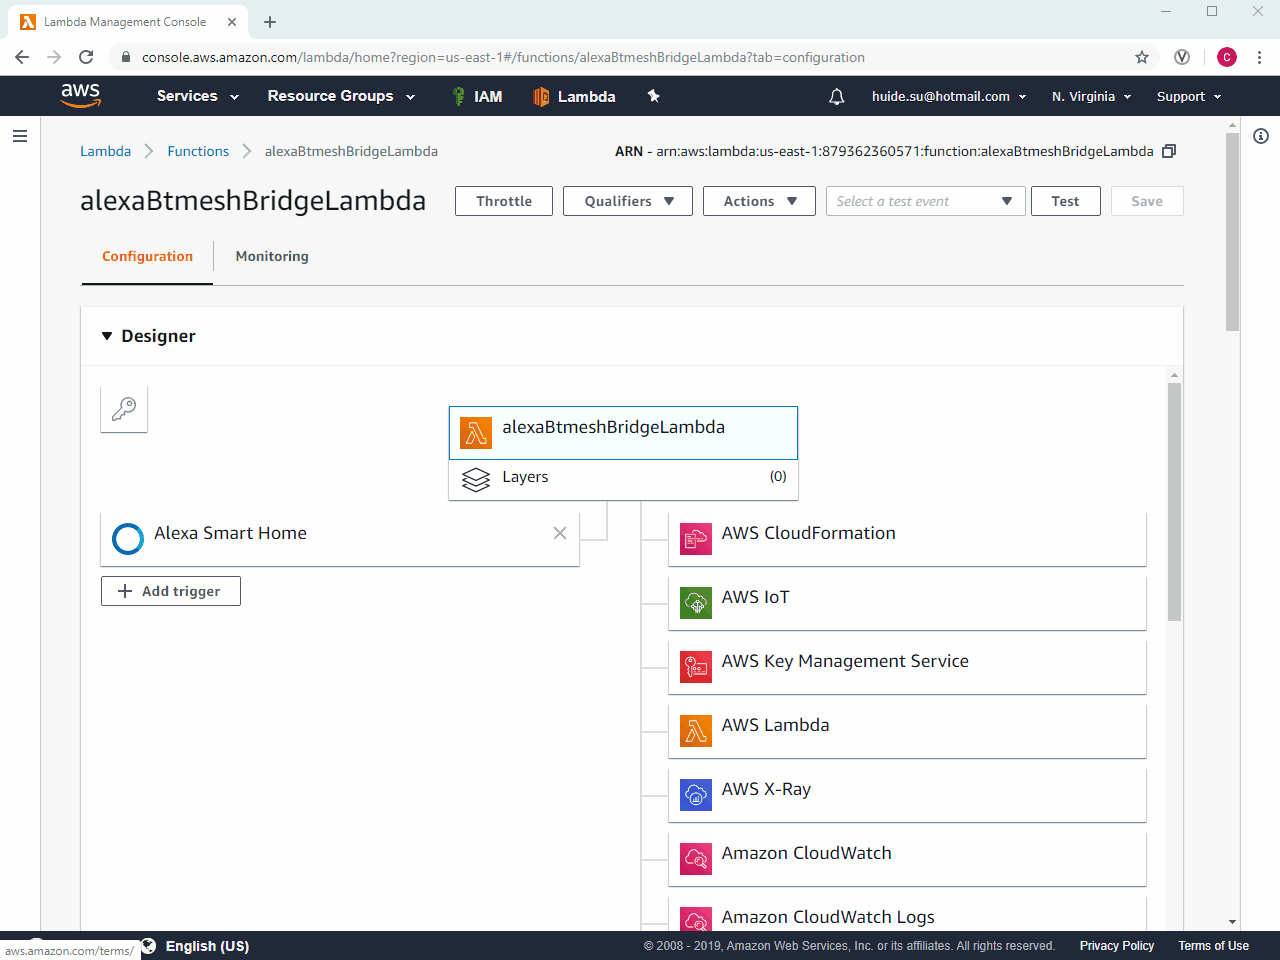 Lambda Management Console
console.aws.amazon.com/lambda/home?region=us-east-1#/functions/alexaBtmeshBridgeLambda?tab=configuration
C
aws Services Resource Groups IAM Lambda huide.su@hotmail.com N. Virginia Support
Lambda Functions alexaBtmeshBridgeLambda ARN - arn:aws:lambda:us-east-1:879362360571:function:alexaBtmeshBridgeLambda
alexaBtmeshBridgeLambda Throttle Qualifiers Actions Select a test event Test Save
Configuration Monitoring
Designer
alexaBtmeshBridgeLambda
Layers (0)
Alexa Smart Home
Add trigger
AWS CloudFormation
AWS IoT
AWS Key Management Service
AWS Lambda
AWS X-Ray
Amazon CloudWatch
Amazon CloudWatch Logs
English (US) © 2008 - 2019, Amazon Web Services, Inc. or its affiliates. All rights reserved. Privacy Policy Terms of Use
aws.amazon.com/terms/